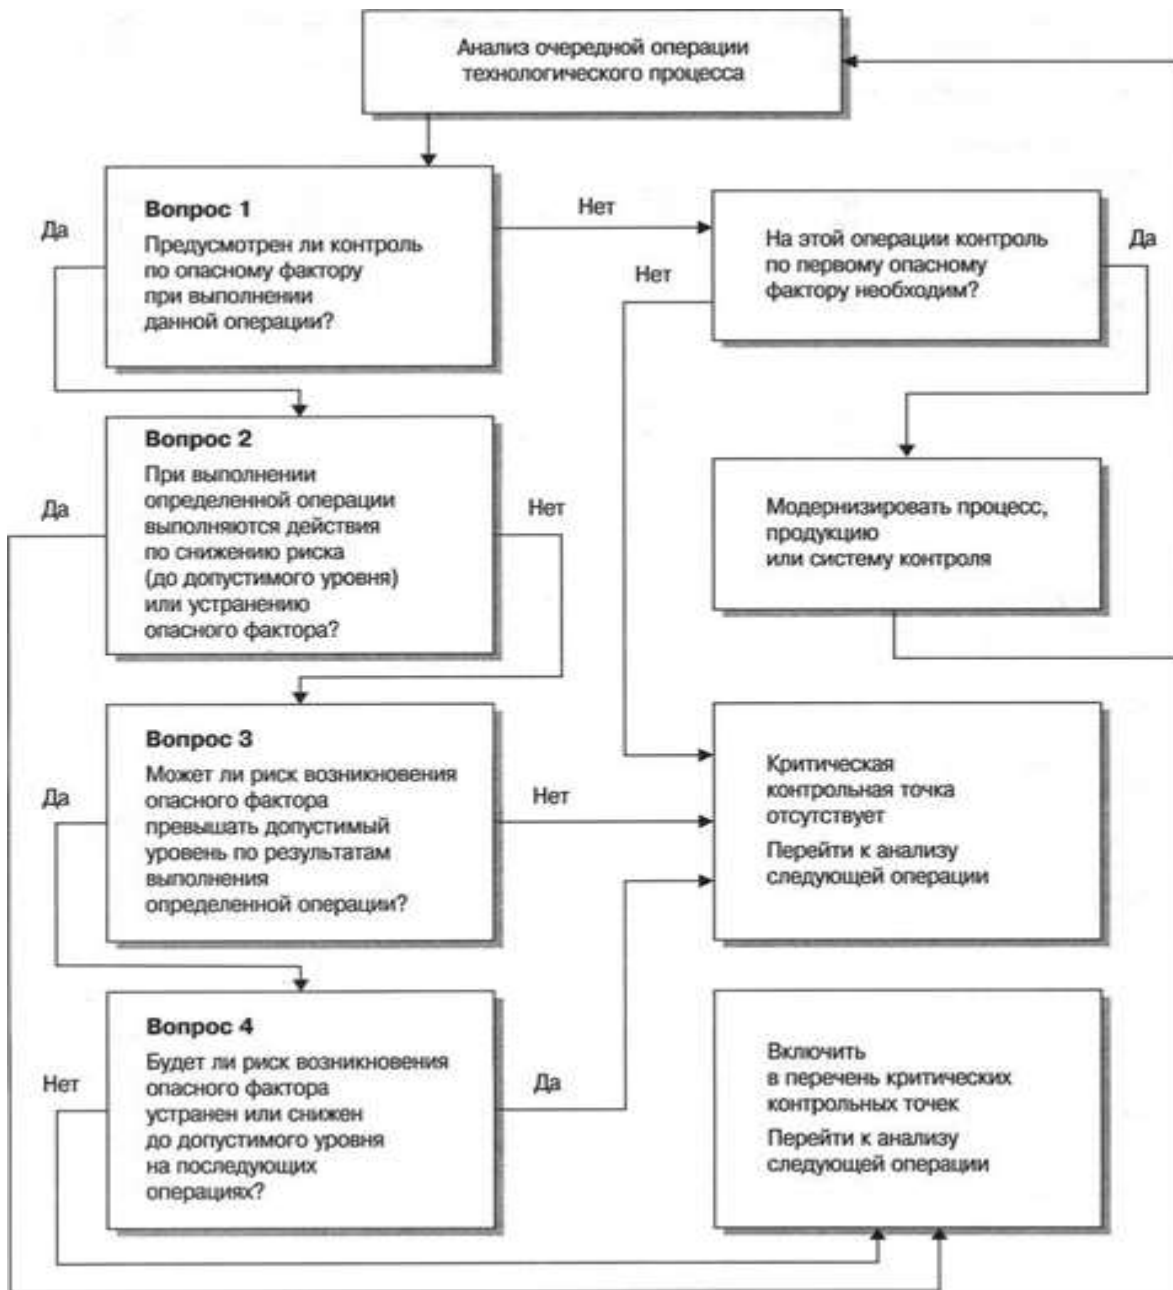 Анализ очередной операции
технологического процесса
Вопрос 1
Предусмотрен ли контроль
по опасному фактору
при выполнении
данной операции?
Да
Нет
На этой операции контроль
по первому опасному
фактору необходим?
Да
Нет
Вопрос 2
При выполнении
определенной операции
выполняются действия
по снижению риска
(до допустимого уровня)
или устранению
опасного фактора?
Да
Нет
Модернизировать процесс,
продукцию
или систему контроля
Вопрос 3
Может ли риск возникновения
опасного фактора
превышать допустимый
уровень по результатам
выполнения
определенной операции?
Да
Нет
Критическая
контрольная точка
отсутствует
Перейти к анализу
следующей операции
Вопрос 4
Будет ли риск возникновения
опасного фактора
устранен или снижен
до допустимого уровня
на последующих
операциях?
Нет
Да
Включить
в перечень критических
контрольных точек
Перейти к анализу
следующей операции